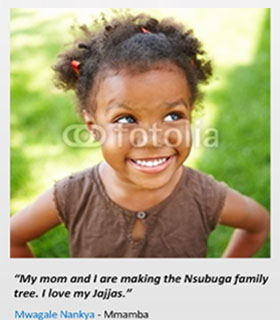 fotolia
“My mom and I are making the Nsubuga family
tree. I love my Jajjas.”
Mwagale Nankya - Mmamba